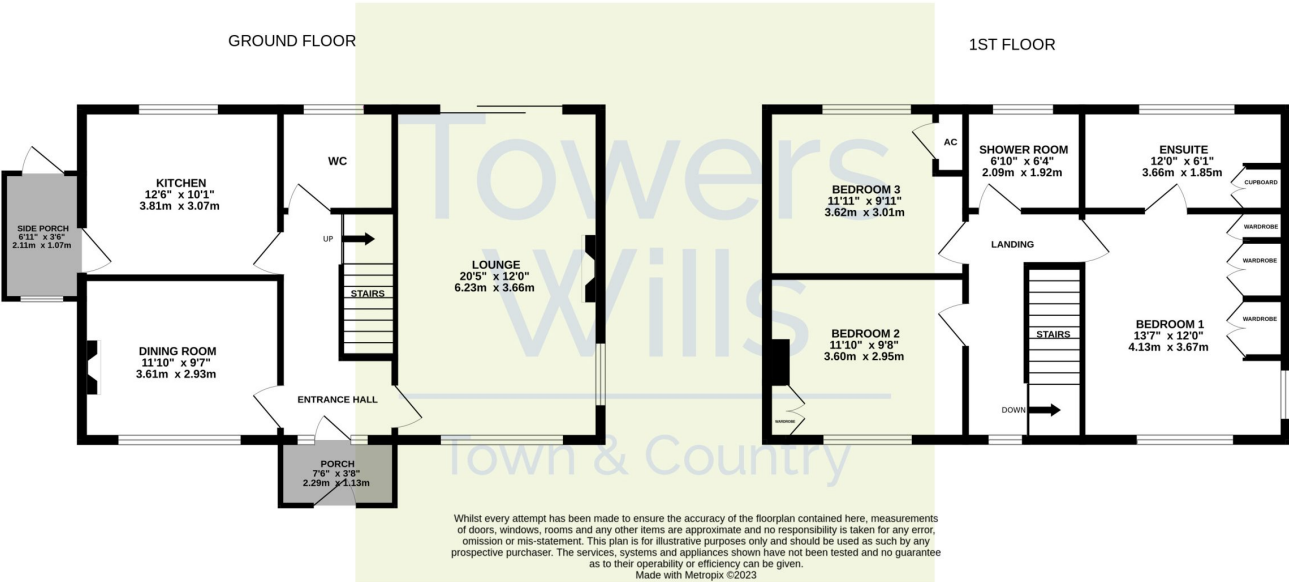 GROUND FLOOR
1ST FLOOR
Towers
Wills
Town & Country
KITCHEN
12'6" x 10'1"
3.81m x 3.07m
WC
SIDE PORCH
6'11" x 3'6"
2.11m x 1.07m
UP
STAIRS
LOUNGE
20'5" x 12'0"
6.23m x 3.66m
DINING ROOM
11'10" x 9'7"
3.61m x 2.93m
ENTRANCE HALL
PORCH
7'6" x 3'8"
2.29m x 1.13m
BEDROOM 3
11'11" x 9'11"
3.62m x 3.01m
AC
SHOWER ROOM
6'10" x 6'4"
2.09m x 1.92m
ENSUITE
12'0" x 6'1"
3.66m x 1.85m
CUPBOARD
WARDROBE
WARDROBE
WARDROBE
LANDING
BEDROOM 2
11'10" x 9'8"
3.60m x 2.95m
WARDROBE
STAIRS
DOWN
BEDROOM 1
13'7" x 12'0"
4.13m x 3.67m
Whilst every attempt has been made to ensure the accuracy of the floorplan contained here, measurements
of doors, windows, rooms and any other items are approximate and no responsibility is taken for any error,
omission or mis-statement. This plan is for illustrative purposes only and should be used as such by any
prospective purchaser. The services, systems and appliances shown have not been tested and no guarantee
as to their operability or efficiency can be given.
Made with Metropix ©2023